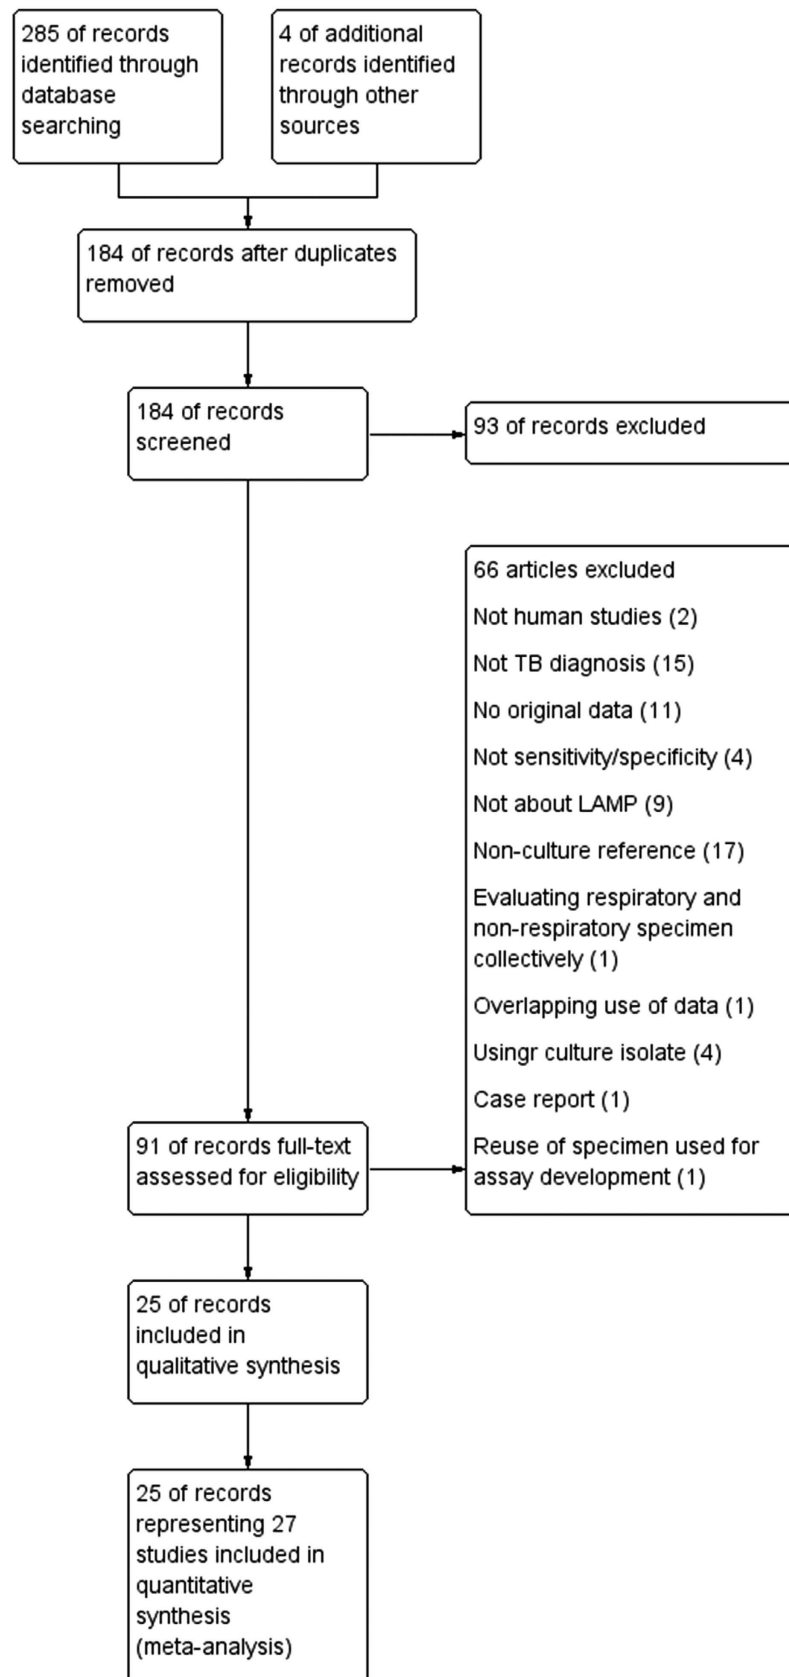 285 of records
identified through
database
searching
4 of additional
records identified
through other
sources
184 of records after duplicates
removed
184 of records
screened
93 of records excluded
66 articles excluded
Not human studies (2)
Not TB diagnosis (15)
No original data (11)
Not sensitivity/specificity (4)
Not about LAMP (9)
Non-culture reference (17)
Evaluating respiratory and
non-respiratory specimen
collectively (1)
Overlapping use of data (1)
Usingr culture isolate (4)
Case report (1)
Reuse of specimen used for
assay development (1)
91 of records full-text
assessed for eligibility
25 of records
included in
qualitative synthesis
25 of records
representing 27
studies included in
quantitative
synthesis
(meta-analysis)